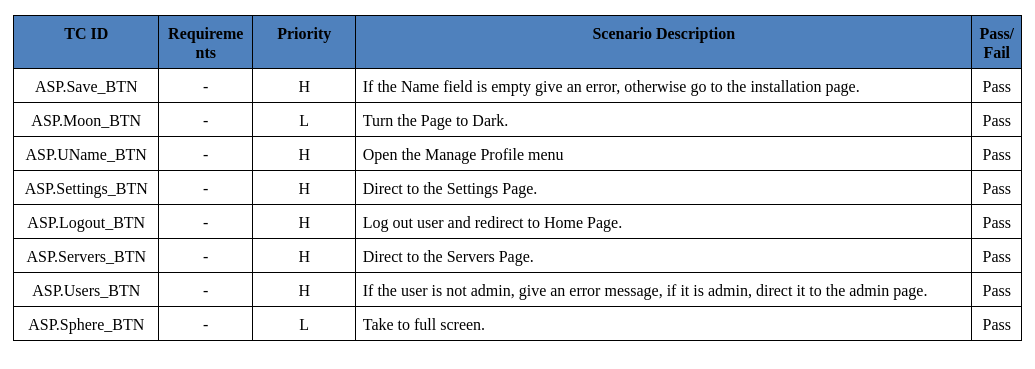 TC ID Requireme
nts Priority Scenario Description Pass/
Fail
ASP.Save_BTN - H If the Name field is empty give an error, otherwise go to the installation page. Pass
ASP.Moon_BTN - L Turn the Page to Dark. Pass
ASP.UName_BTN - H Open the Manage Profile menu Pass
ASP.Settings_BTN - H Direct to the Settings Page. Pass
ASP.Logout_BTN - H Log out user and redirect to Home Page. Pass
ASP.Servers_BTN - H Direct to the Servers Page. Pass
ASP.Users_BTN - H If the user is not admin, give an error message, if it is admin, direct it to the admin page. Pass
ASP.Sphere_BTN - L Take to full screen. Pass